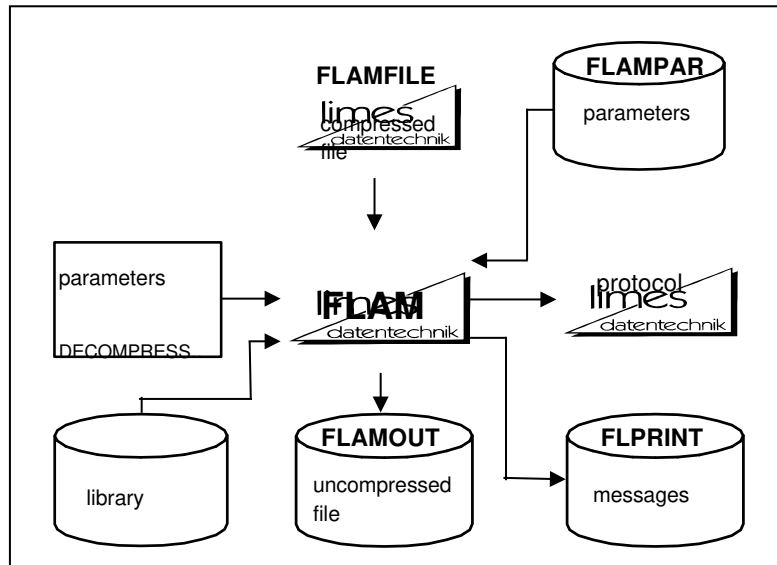 FLAMFILE
limes
compressed
datentechnik
file
FLAMPAR
parameters
parameters
DECOMPRESS...
limes
FLAM
datentechnik
protocol
limes
datentechnik
library
FLAMOUT
uncompressed
file
FLPRINT
messages